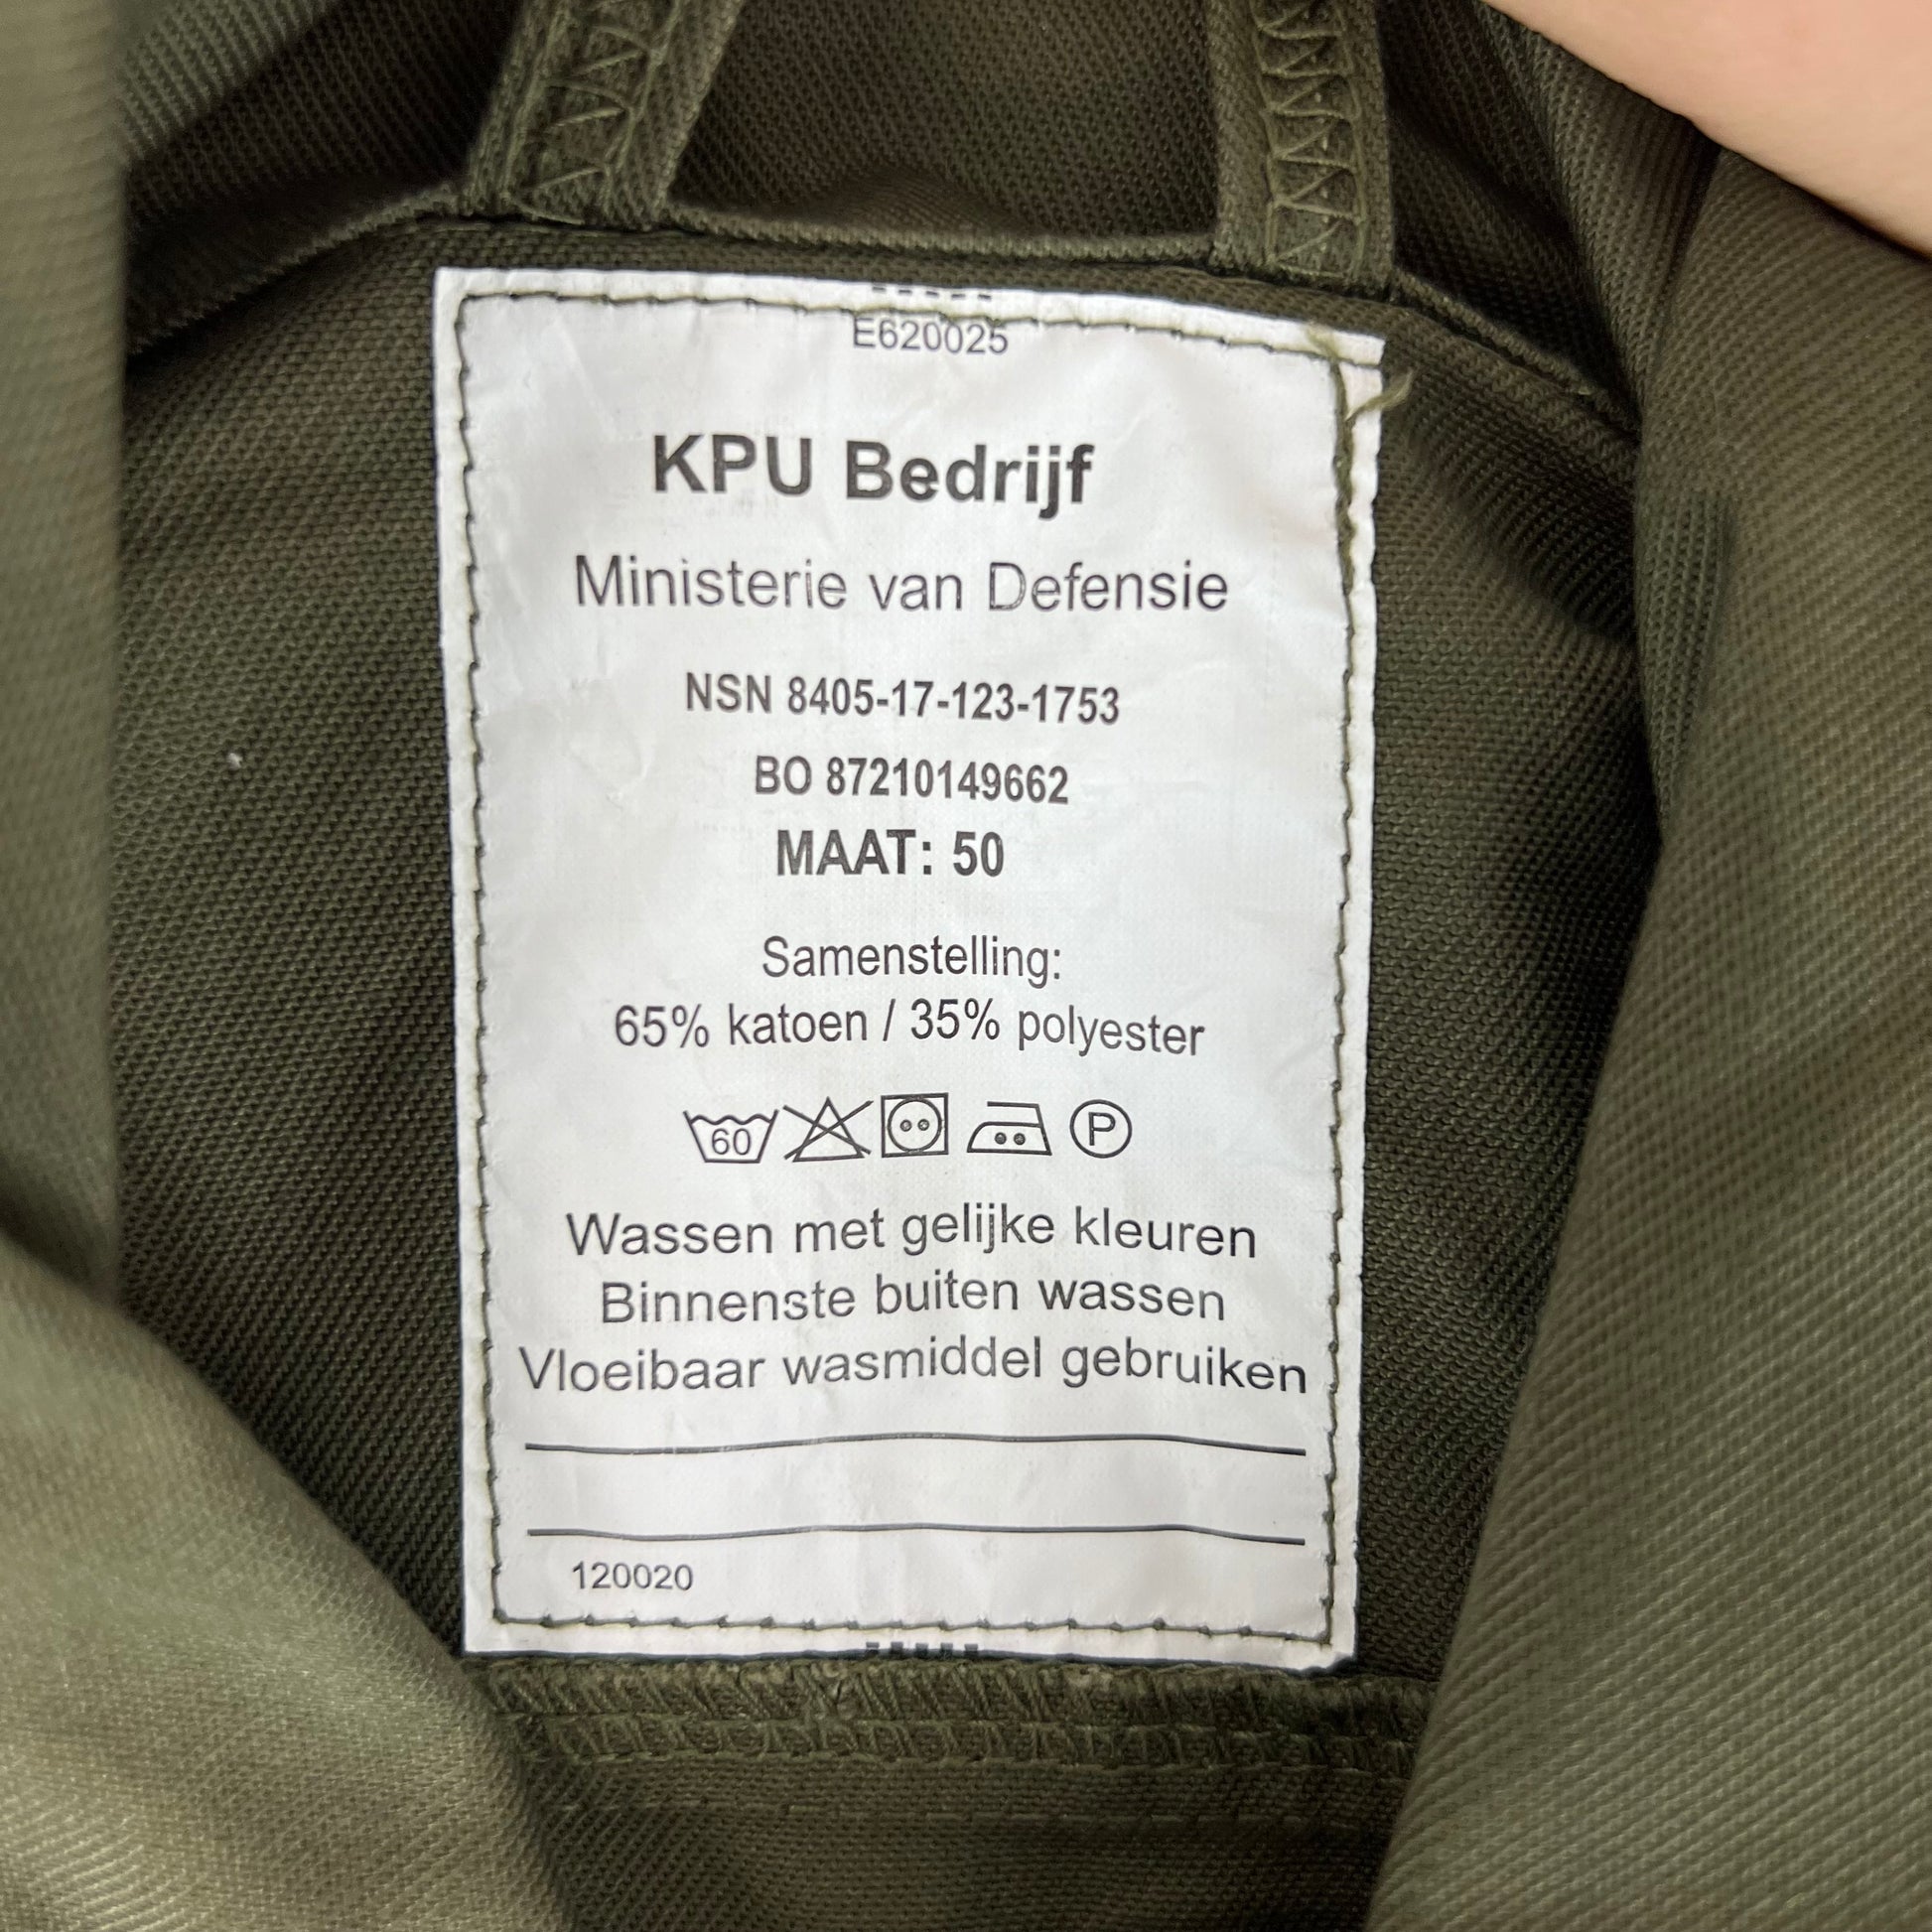 E620025
KPU Bedrijf
Ministerie van Defensie
NSN 8405-17-123-1753
BO 87210149662
MAAT: 50
Samenstelling:
65% katoen / 35% polyester
60 P
Wassen met gelijke kleuren
Binnenste buiten wassen
Vloeibaar wasmiddel gebruiken
120020